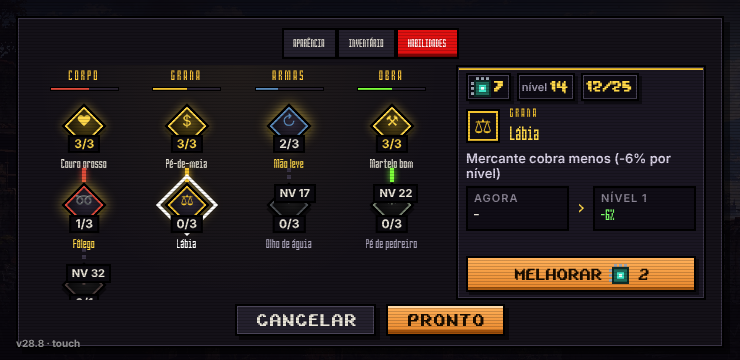 APARÊNCIA
INVENTÁRIO
HABILIDADES
CORPO
GRANA
ARMAS
OBRA
7
nível 14
12/25
3/3
3/3
2/3
3/3
Couro grosso
Pé-de-meia
Mão leve
Martelo bom
GRANA
Lábia
Mercante cobra menos (-6% por
nível)
NV 17
NV 22
1/3
0/3
0/3
0/3
Fôlego
Lábia
Olho de águia
Pé de pedreiro
AGORA
-
›
NÍVEL 1
-6%
NV 32
MELHORAR 2
CANCELAR
PRONTO
v28.8 · touch